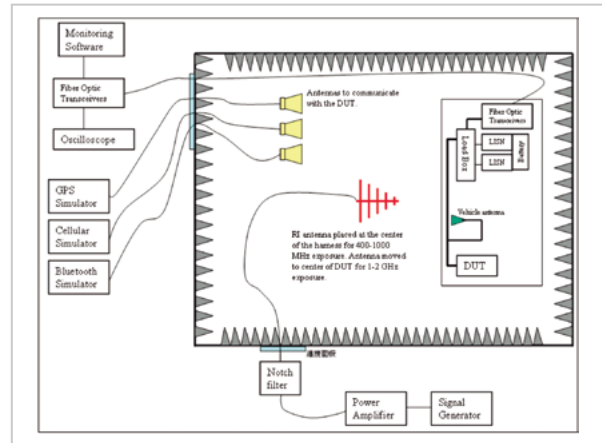 Monitoring
Software
Fiber Optic
Transceivers
Oscilloscope
GPS
Simulator
Cellular
Simulator
Bluetooth
Simulator
Antennas to communicate
with the DUT.
RI antenna placed at the center
of the harness for 400-1000
MHz exposure. Antenna moved
to center of DUT for 1-2 GHz
exposure.
Fiber Optic
Transceivers
Load Box
LISN
LISN
Battery
Vehicle antenna
DUT
Notch
filter
Power
Amplifier
Signal
Generator